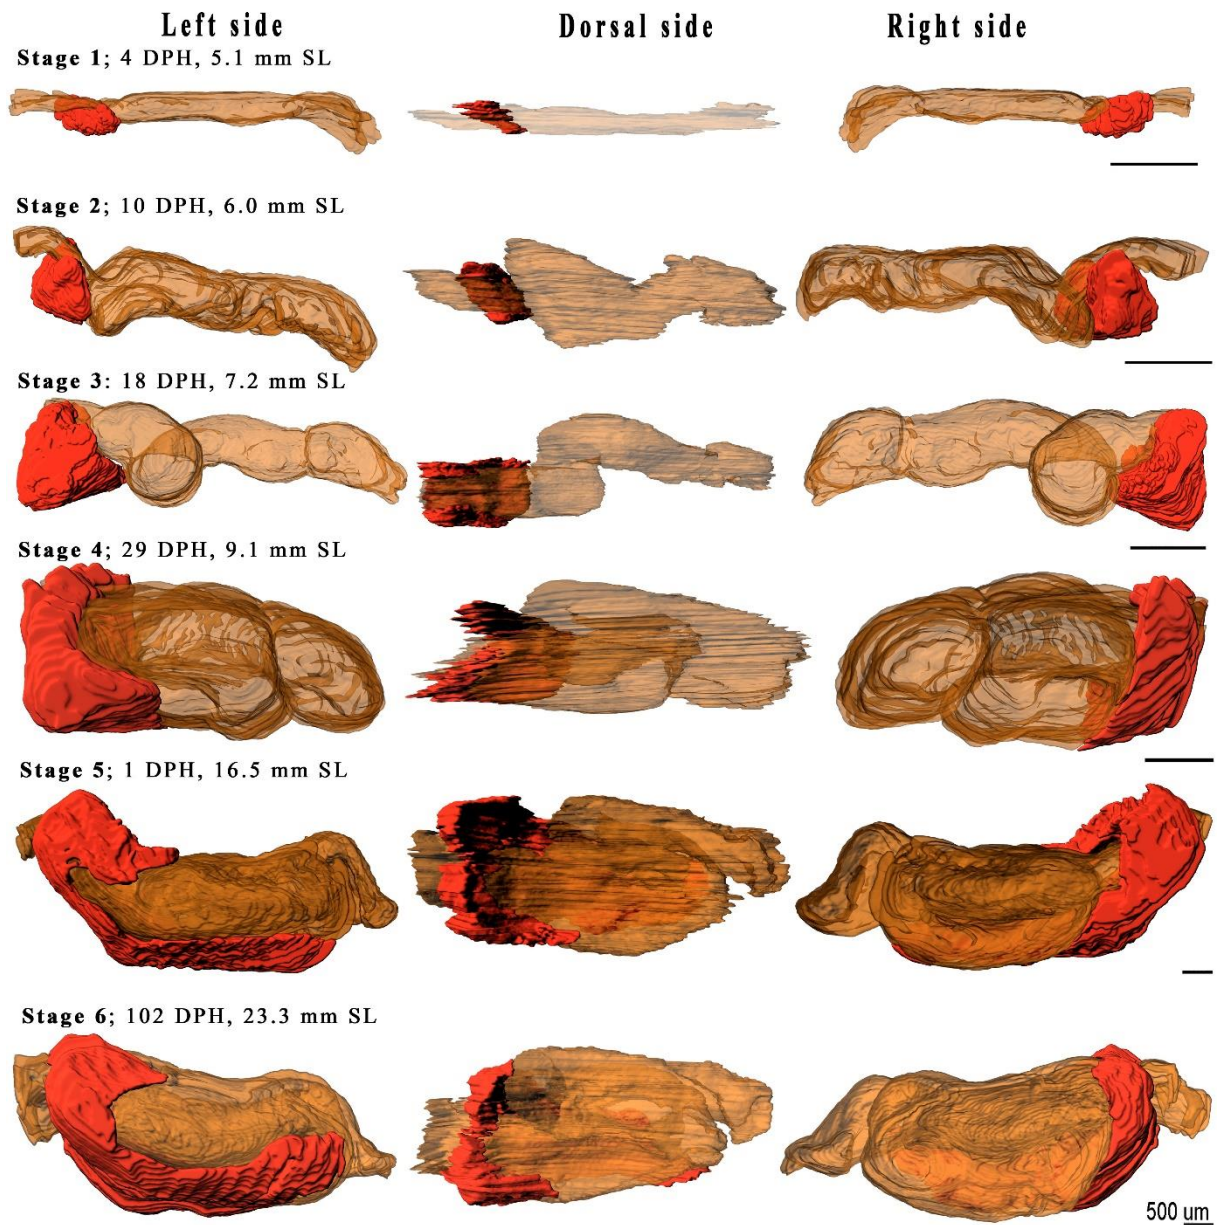 Left side Dorsal side Right side
Stage 1; 4 DPH, 5.1 mm SL
Stage 2; 10 DPH, 6.0 mm SL
Stage 3: 18 DPH, 7.2 mm SL
Stage 4; 29 DPH, 9.1 mm SL
Stage 5; 1 DPH, 16.5 mm SL
Stage 6; 102 DPH, 23.3 mm SL
500 um